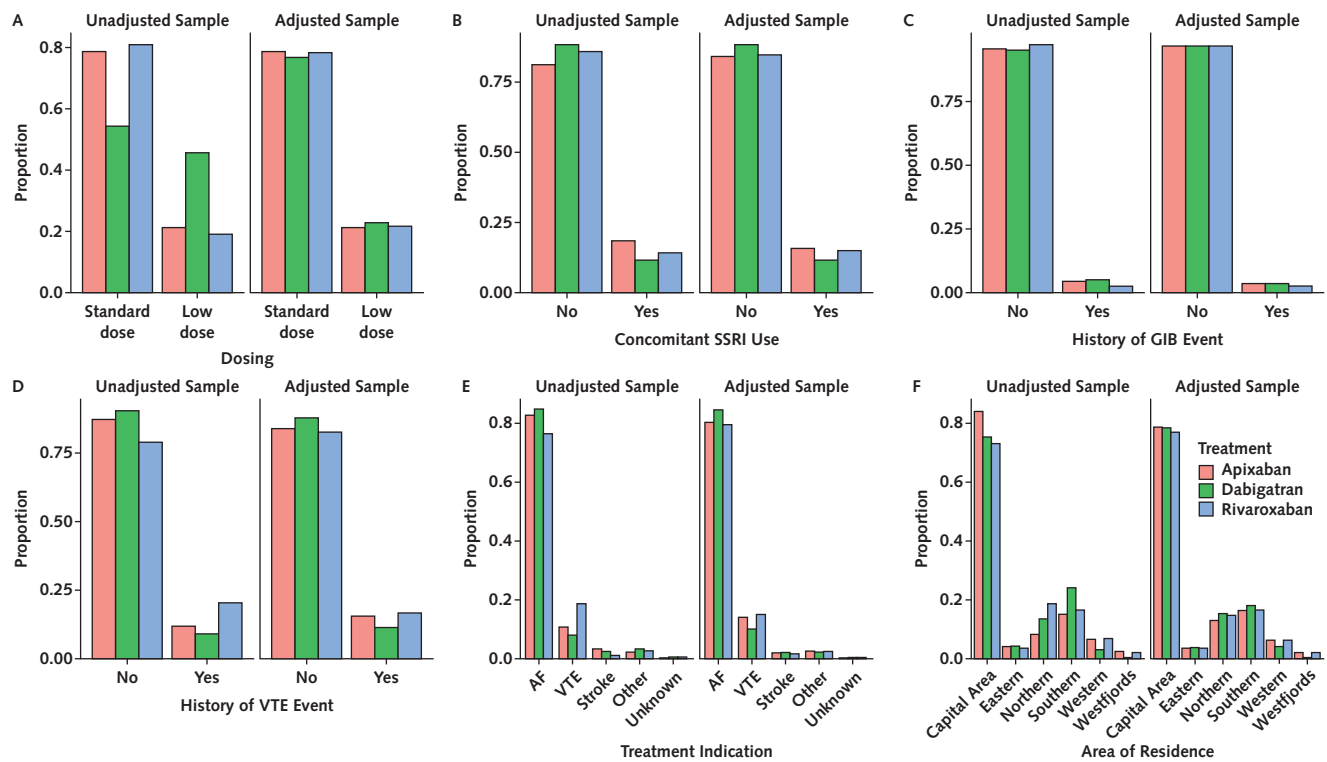 A
Unadjusted Sample
Adjusted Sample
Proportion
0.8
0.6
0.4
0.2
0.0
Standard dose
Low dose
Standard dose
Low dose
Dosing
B
Unadjusted Sample
Adjusted Sample
Proportion
0.75
0.50
0.25
0.00
No
Yes
No
Yes
Concomitant SSRI Use
C
Unadjusted Sample
Adjusted Sample
Proportion
0.75
0.50
0.25
0.00
No
Yes
No
Yes
History of GIB Event
D
Unadjusted Sample
Adjusted Sample
Proportion
0.75
0.50
0.25
0.00
No
Yes
No
Yes
History of VTE Event
E
Unadjusted Sample
Adjusted Sample
Proportion
0.8
0.6
0.4
0.2
0.0
AF
VTE
Stroke
Other
Unknown
AF
VTE
Stroke
Other
Unknown
Treatment Indication
F
Unadjusted Sample
Adjusted Sample
Proportion
0.8
0.6
0.4
0.2
0.0
Treatment
Apixaban
Dabigatran
Rivaroxaban
Capital Area
Eastern
Northern
Southern
Western
Westfjords
Capital Area
Eastern
Northern
Southern
Western
Westfjords
Area of Residence